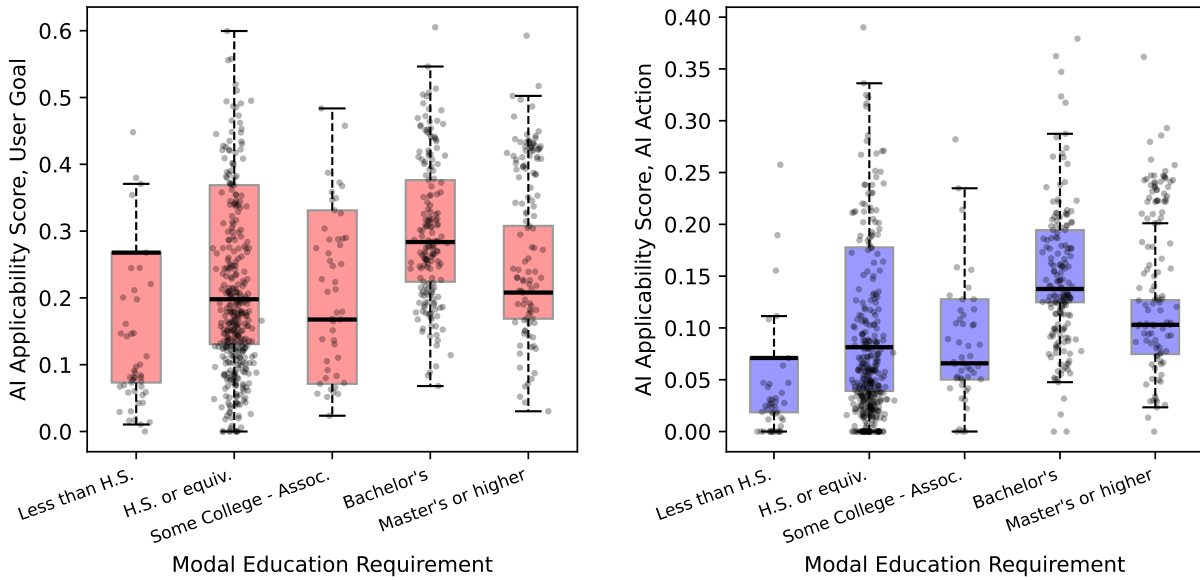 AI Applicability Score, User Goal
0.6
0.5
0.4
0.3
0.2
0.1
0.0
Less than H.S.
H.S. or equiv.
Some College - Assoc.
Bachelor's
Master's or higher
Modal Education Requirement
AI Applicability Score, AI Action
0.40
0.35
0.30
0.25
0.20
0.15
0.10
0.05
0.00
Less than H.S.
H.S. or equiv.
Some College - Assoc.
Bachelor's
Master's or higher
Modal Education Requirement